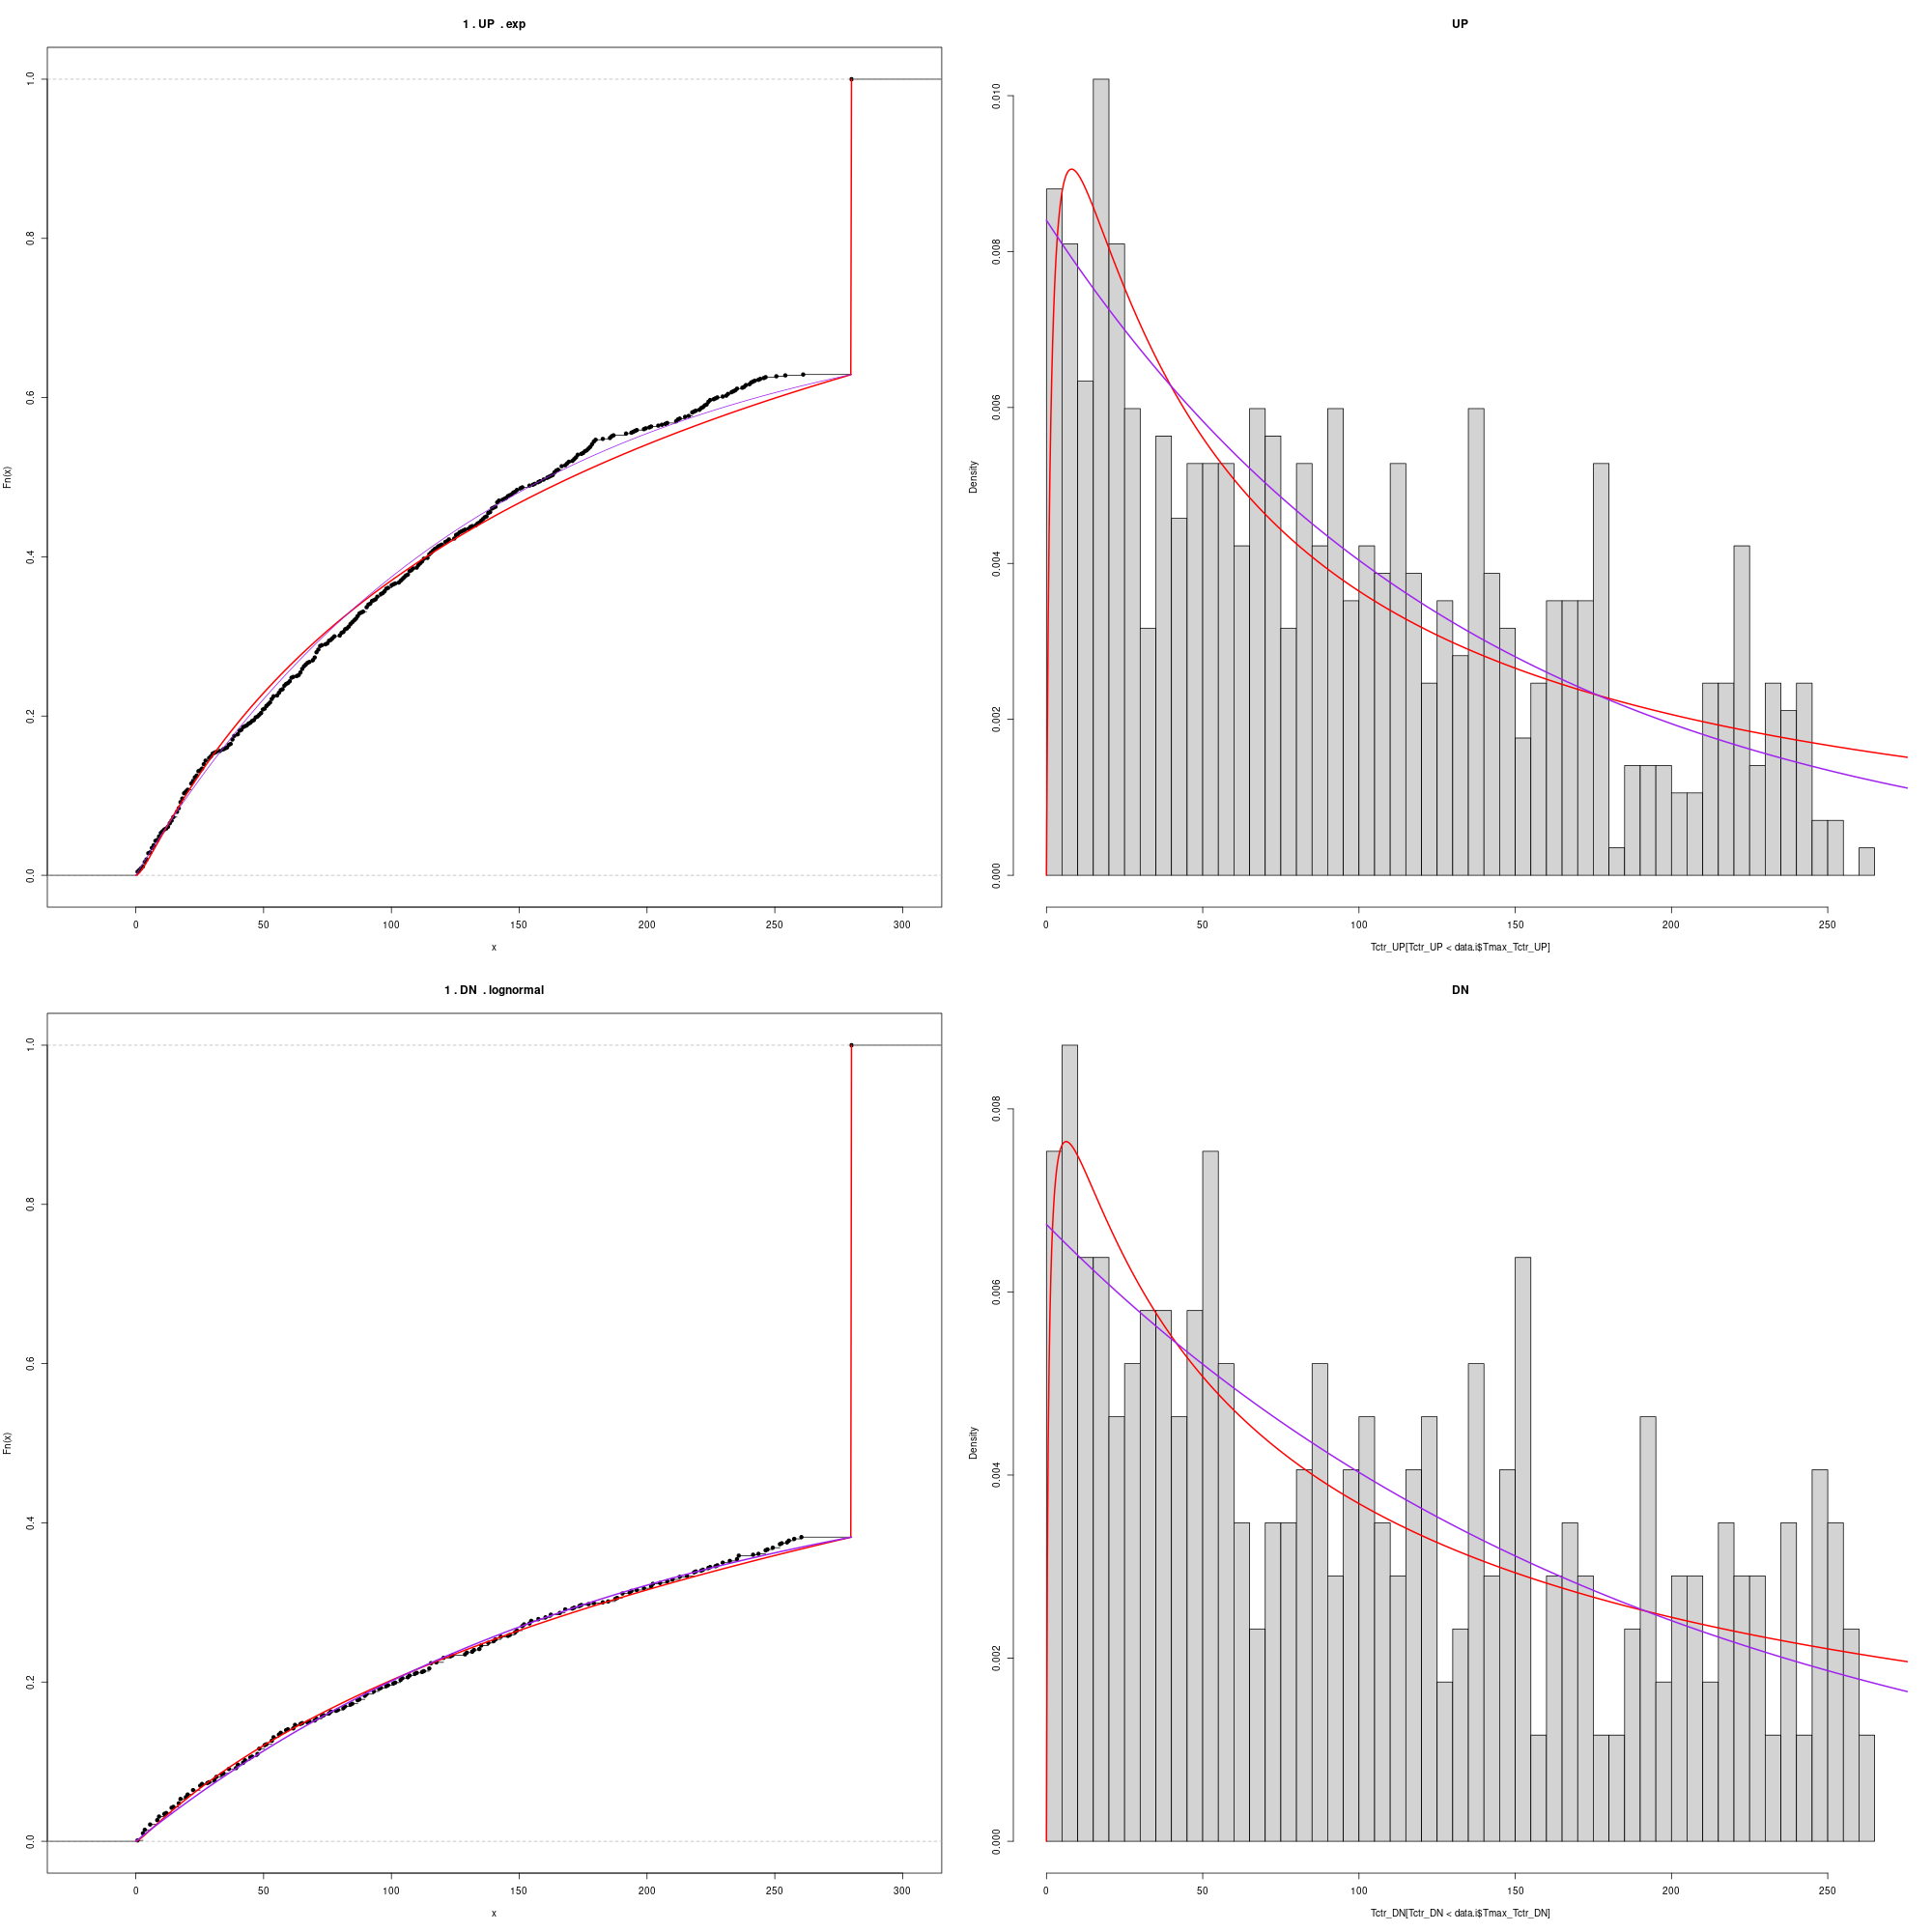 1 . UP . exp
Fn(x)
0.0 0.2 0.4 0.6 0.8 1.0
0 50 100 150 200 250 300
x
UP
Density
0.000 0.002 0.004 0.006 0.008 0.010
0 50 100 150 200 250
Tctr_UP[Tctr_UP < data.i$Tmax_Tctr_UP]
1 . DN . lognormal
Fn(x)
0.0 0.2 0.4 0.6 0.8 1.0
0 50 100 150 200 250 300
x
DN
Density
0.000 0.002 0.004 0.006 0.008
0 50 100 150 200 250
Tctr_DN[Tctr_DN < data.i$Tmax_Tctr_DN]